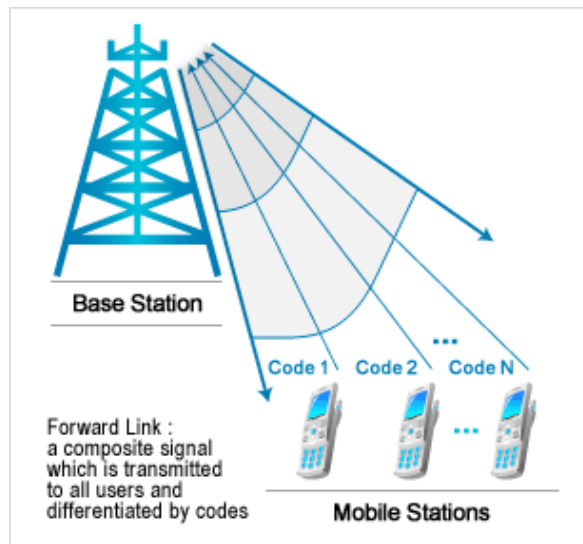 Base Station
...
Code 1 Code 2 Code N
...
Forward Link :
a composite signal
which is transmitted
to all users and
differentiated by codes
Mobile Stations